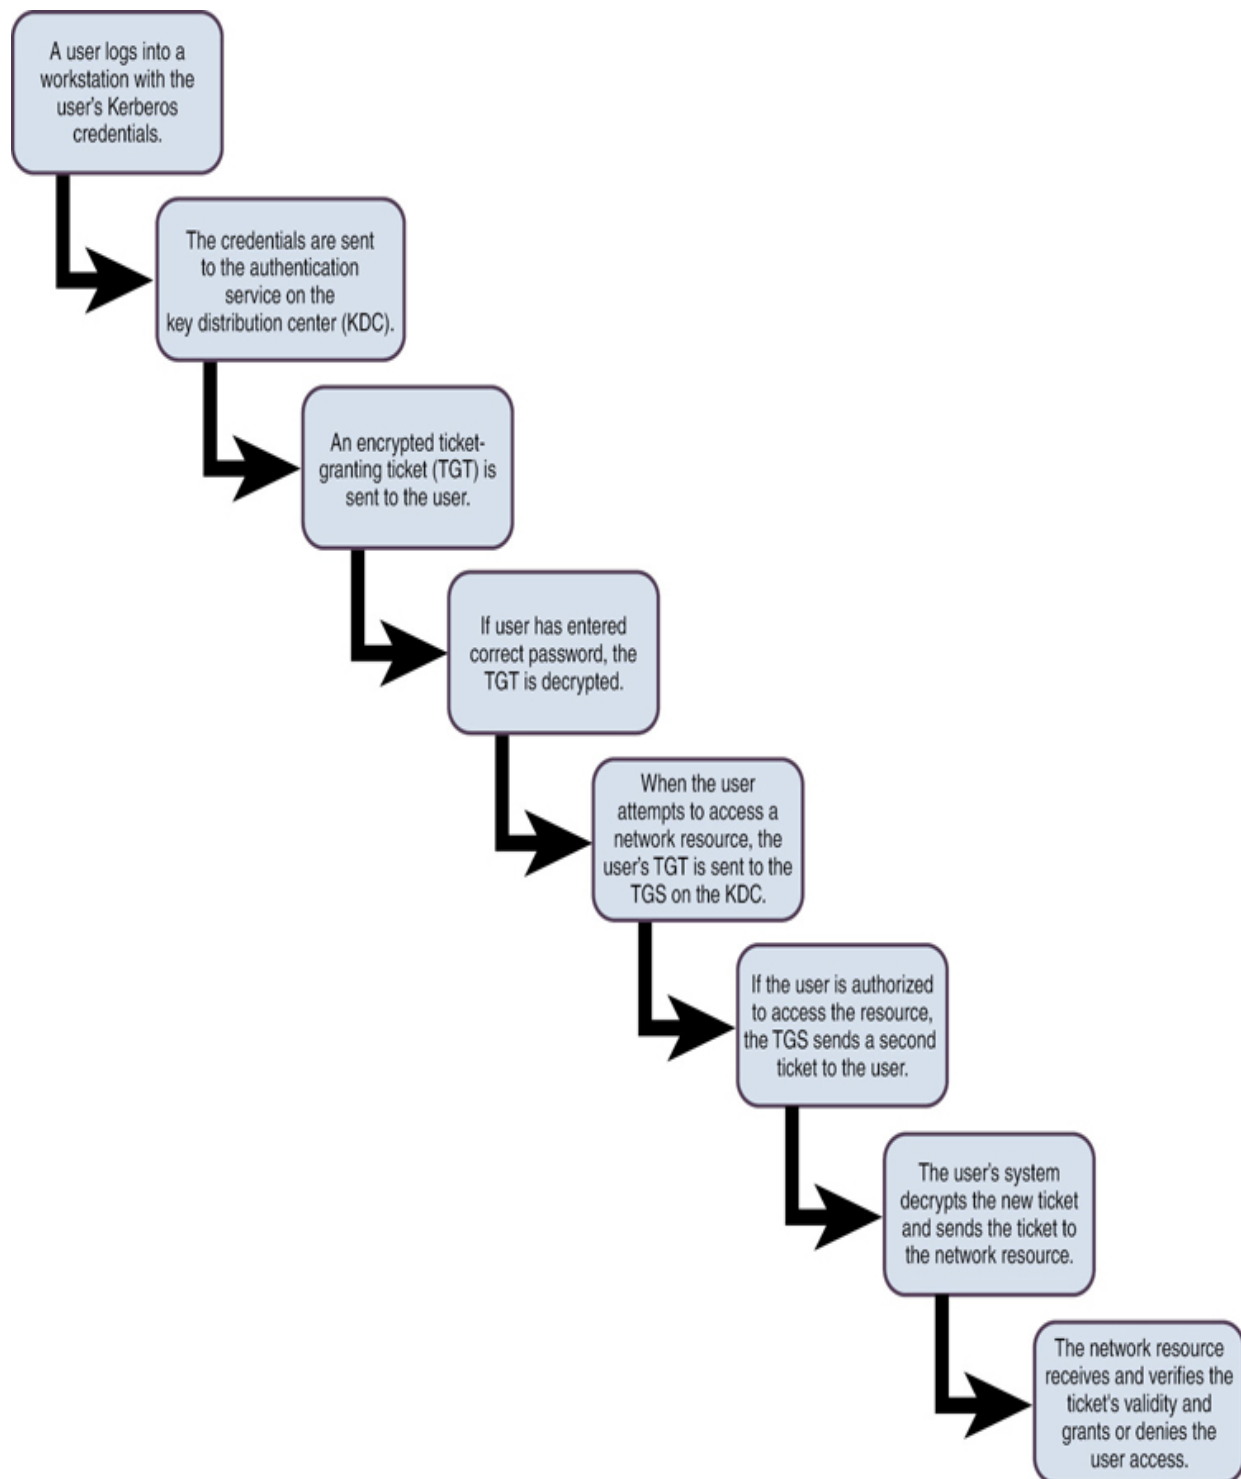 A user logs into a
workstation with the
user's Kerberos
credentials.
The credentials are sent
to the authentication
service on the
key distribution center (KDC).
An encrypted ticket-
granting ticket (TGT) is
sent to the user.
If user has entered
correct password, the
TGT is decrypted.
When the user
attempts to access a
network resource, the
user's TGT is sent to the
TGS on the KDC.
If the user is authorized
to access the resource,
the TGS sends a second
ticket to the user.
The user's system
decrypts the new ticket
and sends the ticket to
the network resource.
The network resource
receives and verifies the
ticket's validity and
grants or denies the
user access.